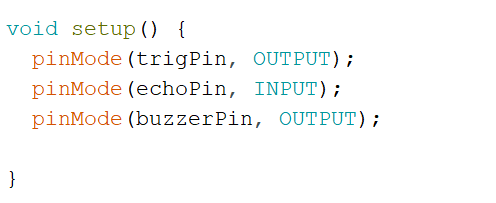 void setup() {
  pinMode(trigPin, OUTPUT);
  pinMode(echoPin, INPUT);
  pinMode(buzzerPin, OUTPUT);

}